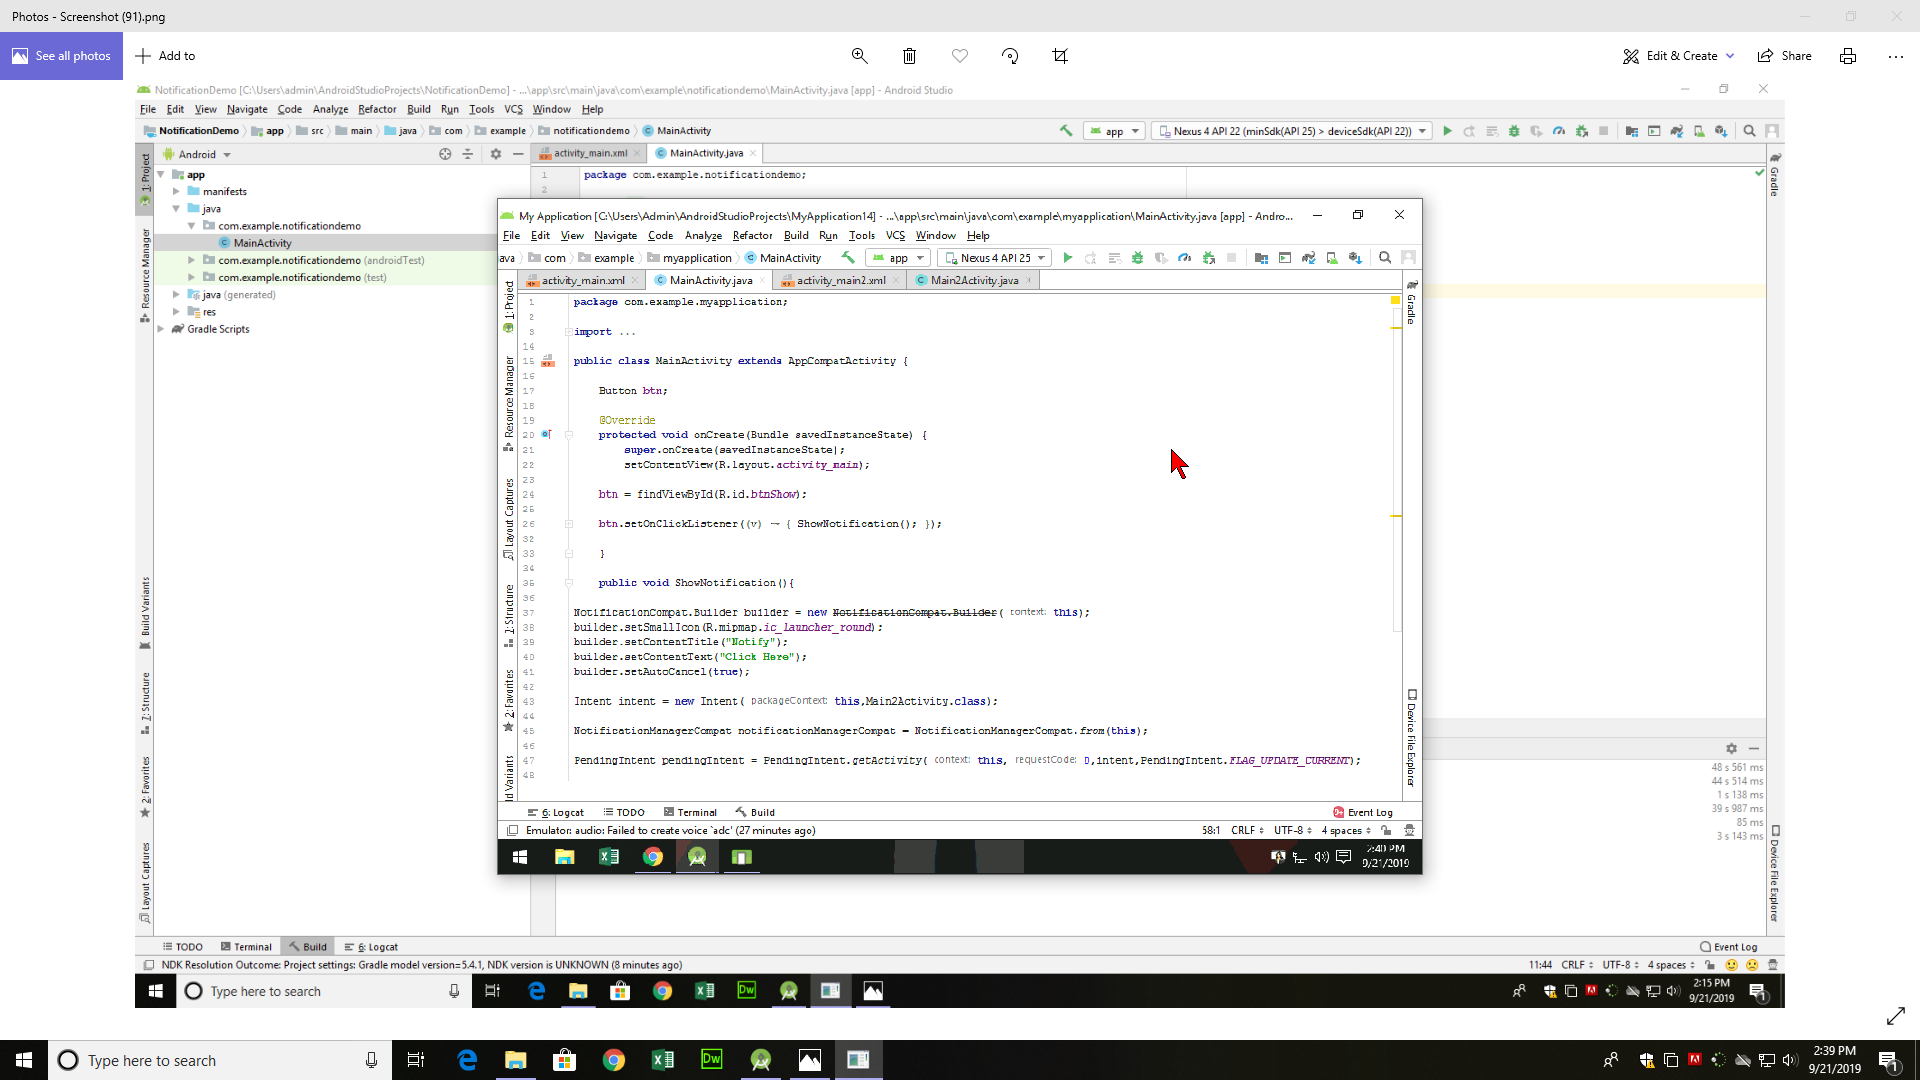 Photos - Screenshot (91).png
See all photos
Add to
Edit & Create
Share
NotificationDemo [C:\Users\admin\AndroidStudioProjects\NotificationDemo] - ...\app\src\main\java\com\example\notificationdemo\MainActivity.java [app] - Android Studio
File Edit View Navigate Code Analyze Refactor Build Run Tools VCS Window Help
NotificationDemo app src main java com example notificationdemo MainActivity
app
Nexus 4 API 22 (minSdk(API 25) > deviceSdk(API 22))
Android
activity_main.xml
MainActivity.java
1: Project
Resource Manager
Build Variants
7: Structure
2: Favorites
Layout Captures
app
manifests
java
com.example.notificationdemo
MainActivity
com.example.notificationdemo (androidTest)
com.example.notificationdemo (test)
java (generated)
res
Gradle Scripts
1 package com.example.notificationdemo;
2
Gradle
My Application [C:\Users\Admin\AndroidStudioProjects\MyApplication14] - ...\app\src\main\java\com\example\myapplication\MainActivity.java [app] - Andro...
File Edit View Navigate Code Analyze Refactor Build Run Tools VCS Window Help
ava com example myapplication MainActivity
app
Nexus 4 API 25
activity_main.xml
MainActivity.java
activity_main2.xml
Main2Activity.java
1: Project
Resource Manager
Layout Captures
7: Structure
2: Favorites
ld Variants
1 package com.example.myapplication;
2
3 import ...
14
15 public class MainActivity extends AppCompatActivity {
16
17 Button btn;
18
19 @Override
20 protected void onCreate(Bundle savedInstanceState) {
21 super.onCreate(savedInstanceState);
22 setContentView(R.layout.activity_main);
23
24 btn = findViewById(R.id.btnShow);
25
26 btn.setOnClickListener((v) → { ShowNotification(); });
32
33 }
34
35 public void ShowNotification(){
36
37 NotificationCompat.Builder builder = new NotificationCompat.Builder( context: this);
38 builder.setSmallIcon(R.mipmap.ic_launcher_round);
39 builder.setContentTitle("Notify");
40 builder.setContentText("Click Here");
41 builder.setAutoCancel(true);
42
43 Intent intent = new Intent( packageContext: this,Main2Activity.class);
44
45 NotificationManagerCompat notificationManagerCompat = NotificationManagerCompat.from(this);
46
47 PendingIntent pendingIntent = PendingIntent.getActivity( context: this, requestCode: 0,intent,PendingIntent.FLAG_UPDATE_CURRENT);
48
Gradle
Device File Explorer
6: Logcat TODO Terminal Build
9+ Event Log
Emulator: audio: Failed to create voice `adc' (27 minutes ago)
58:1 CRLF UTF-8 4 spaces
2:40 PM
9/21/2019
48 s 561 ms
44 s 514 ms
1 s 138 ms
39 s 987 ms
85 ms
3 s 143 ms
Device File Explorer
TODO Terminal Build 6: Logcat
Event Log
NDK Resolution Outcome: Project settings: Gradle model version=5.4.1, NDK version is UNKNOWN (8 minutes ago)
11:44 CRLF UTF-8 4 spaces
Type here to search
Dw
2:15 PM
9/21/2019
1
Type here to search
Dw
2:39 PM
9/21/2019
1